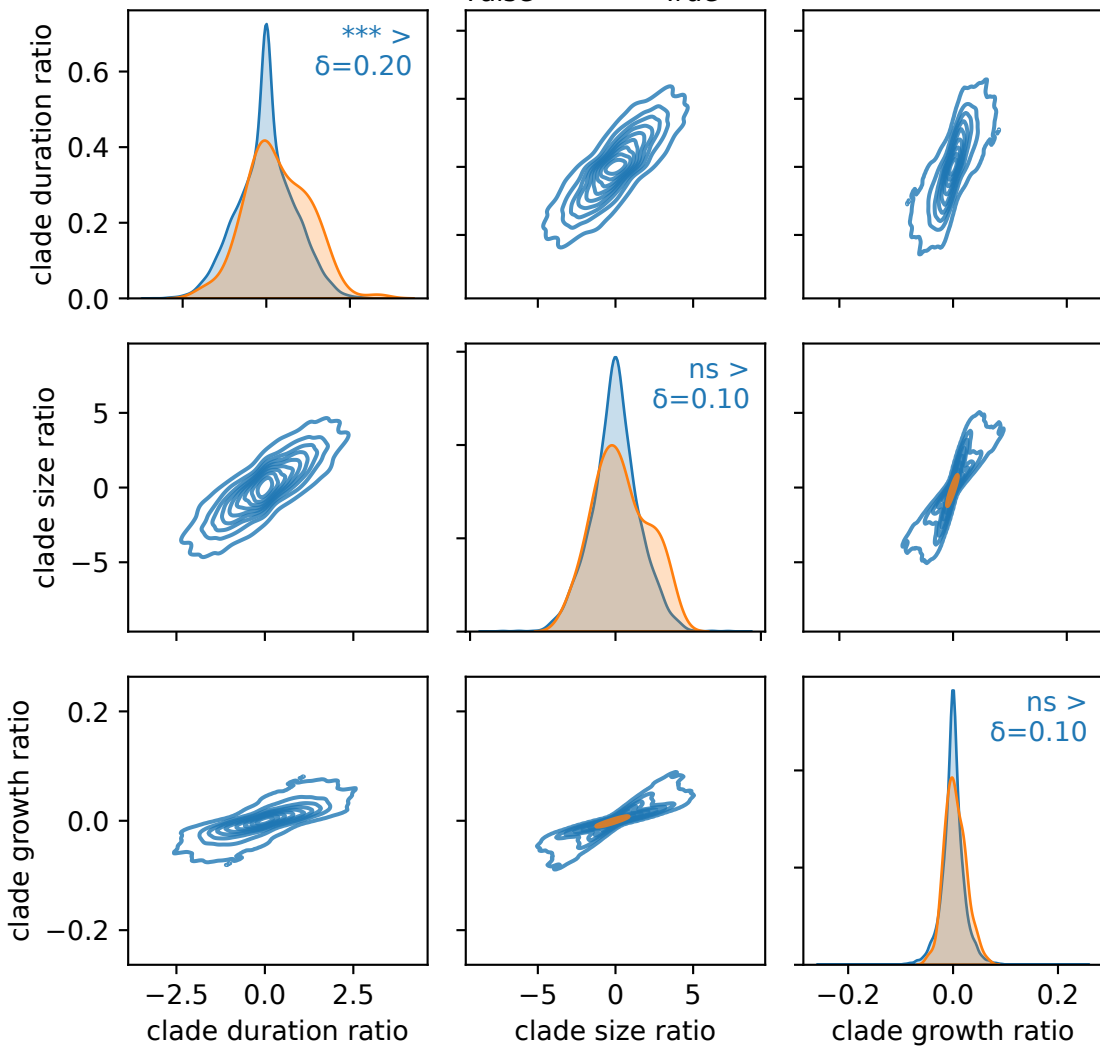 clade duration ratio
0.6
0.4
0.2
0.0
*** >
δ=0.20
clade size ratio
5
0
−5
ns >
δ=0.10
clade growth ratio
0.2
0.0
−0.2
ns >
δ=0.10
−2.5 0.0 2.5
clade duration ratio
−5 0 5
clade size ratio
−0.2 0.0 0.2
clade growth ratio